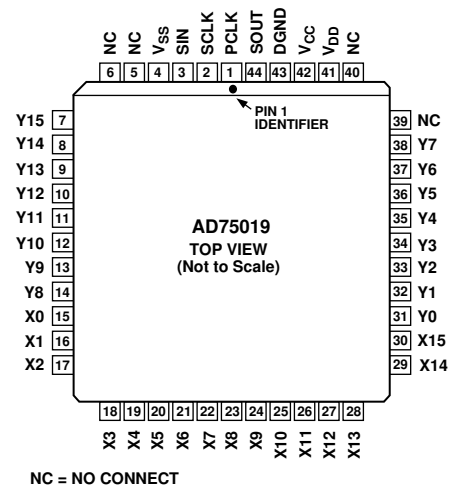 NC NC VSS SIN SCLK PCLK SOUT DGND VCC VDD NC
6 5 4 3 2 1 44 43 42 41 40
PIN 1
IDENTIFIER
Y15 7
Y14 8
Y13 9
Y12 10
Y11 11
Y10 12
Y9 13
Y8 14
X0 15
X1 16
X2 17
AD75019
TOP VIEW
(Not to Scale)
39 NC
38 Y7
37 Y6
36 Y5
35 Y4
34 Y3
33 Y2
32 Y1
31 Y0
30 X15
29 X14
18 19 20 21 22 23 24 25 26 27 28
X3 X4 X5 X6 X7 X8 X9 X10 X11 X12 X13
NC = NO CONNECT